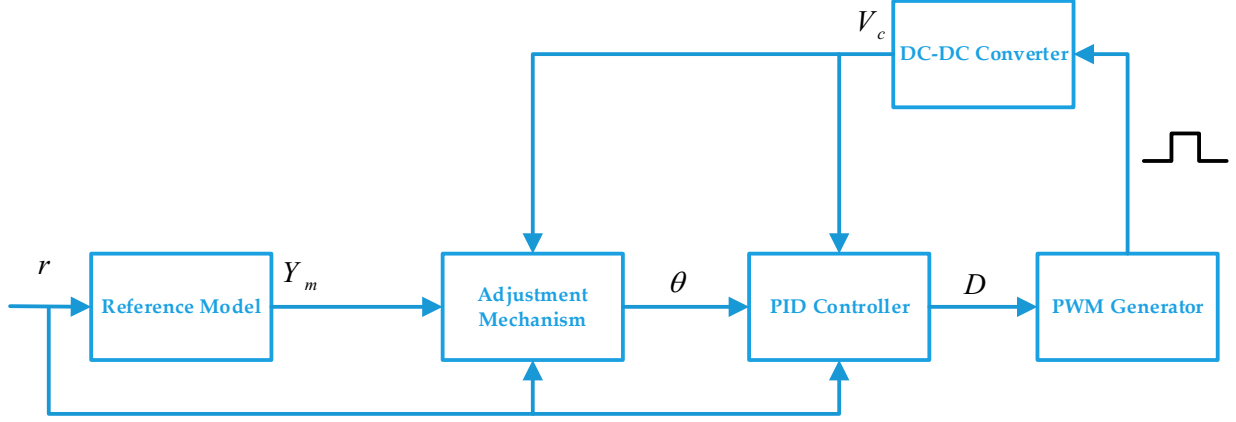 V_c
DC-DC Converter
r
Reference Model
Y_m
Adjustment
Mechanism
θ
PID Controller
D
PWM Generator